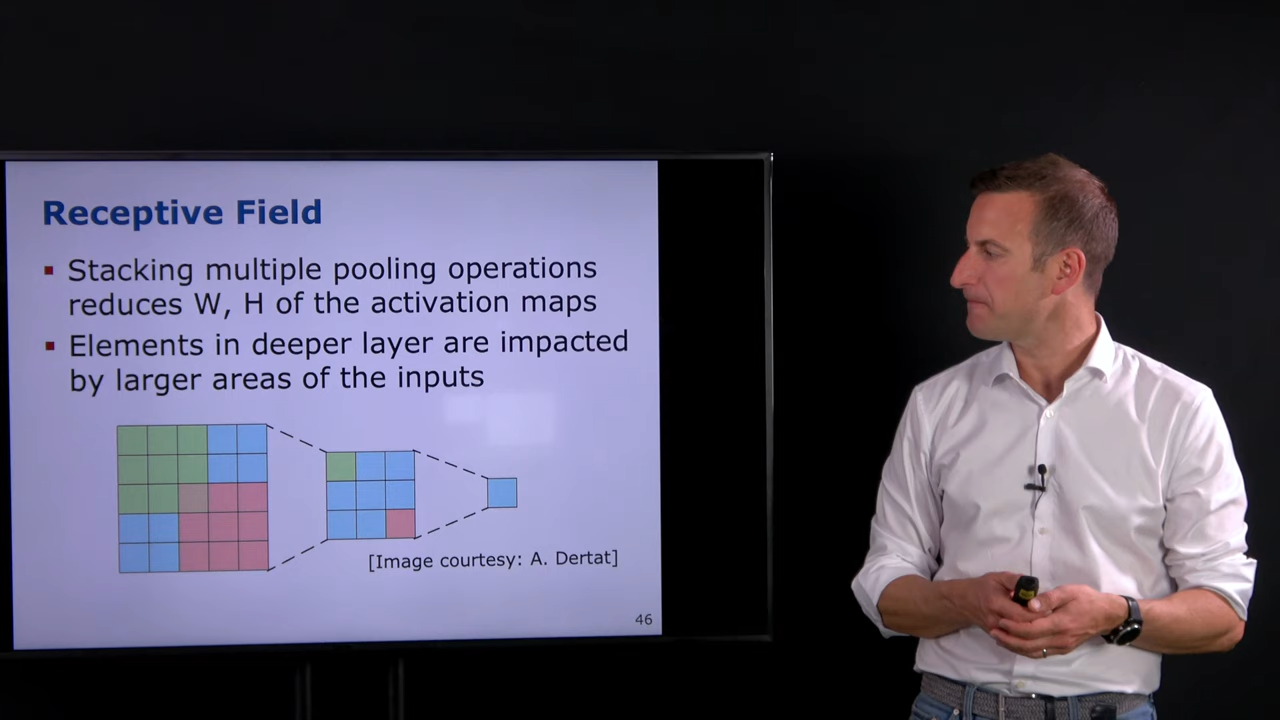 Receptive Field
▪ Stacking multiple pooling operations
reduces W, H of the activation maps
▪ Elements in deeper layer are impacted
by larger areas of the inputs
[Image courtesy: A. Dertat]
46